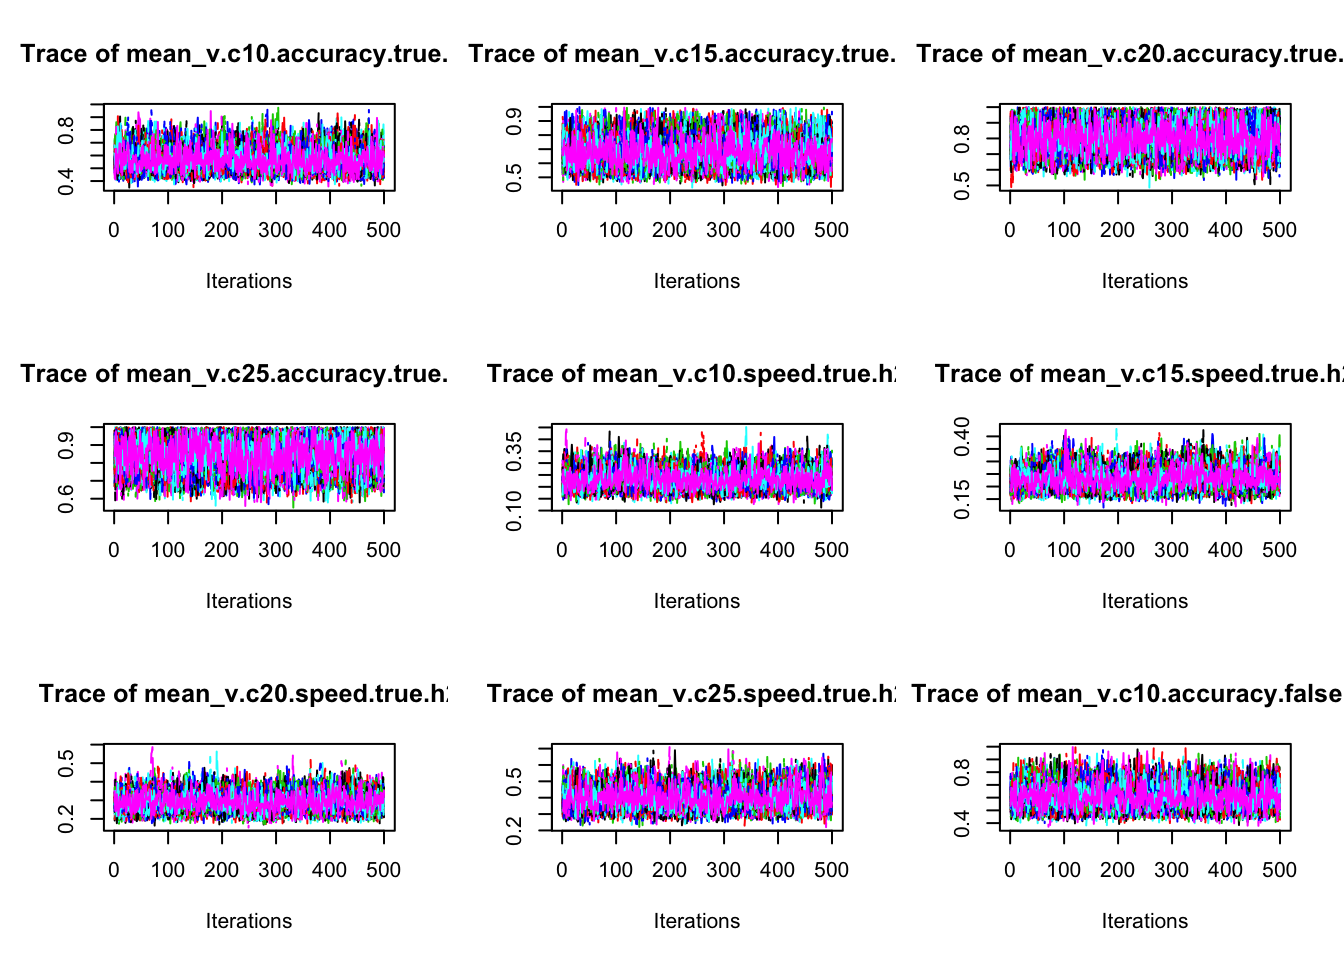 Trace of mean_v.c10.accuracy.true.
0.4 0.8
0 100 200 300 400 500
Iterations
Trace of mean_v.c15.accuracy.true.
0.5 0.9
0 100 200 300 400 500
Iterations
Trace of mean_v.c20.accuracy.true.
0.5 0.8
0 100 200 300 400 500
Iterations
Trace of mean_v.c25.accuracy.true.
0.6 0.9
0 100 200 300 400 500
Iterations
Trace of mean_v.c10.speed.true.h2
0.10 0.35
0 100 200 300 400 500
Iterations
Trace of mean_v.c15.speed.true.h2
0.15 0.40
0 100 200 300 400 500
Iterations
Trace of mean_v.c20.speed.true.h2
0.2 0.5
0 100 200 300 400 500
Iterations
Trace of mean_v.c25.speed.true.h2
0.2 0.5
0 100 200 300 400 500
Iterations
Trace of mean_v.c10.accuracy.false
0.4 0.8
0 100 200 300 400 500
Iterations